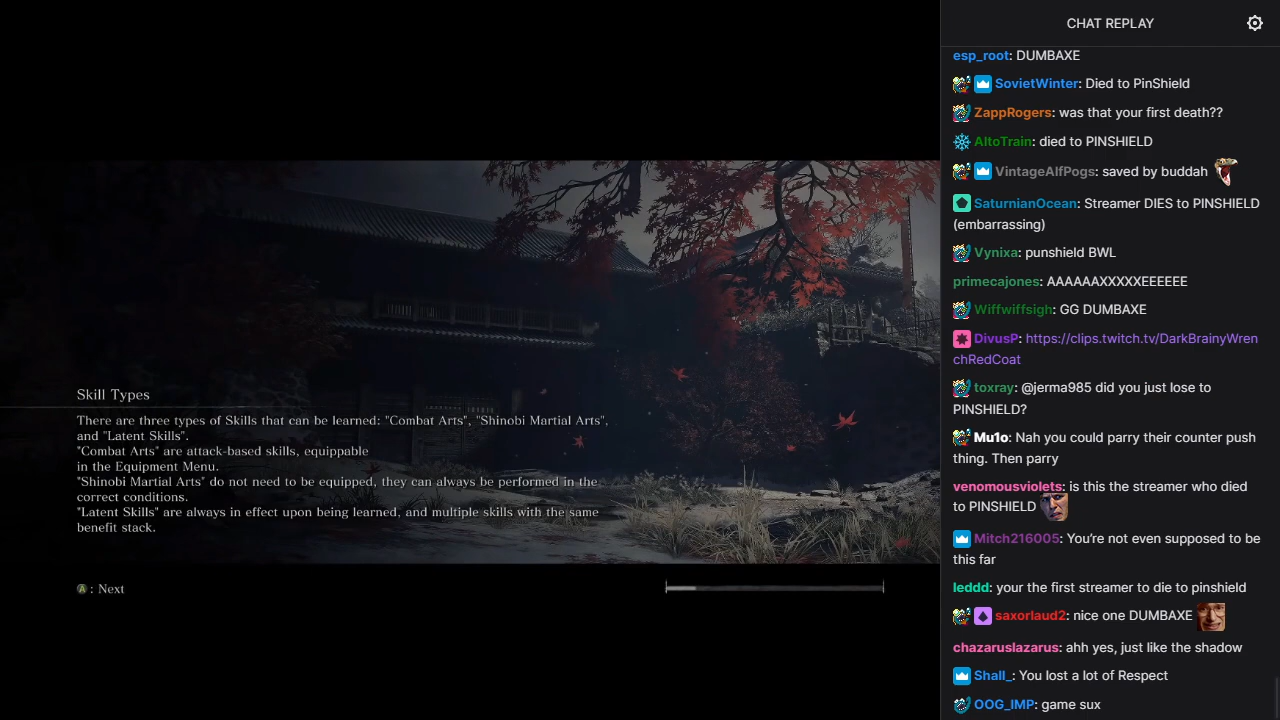 CHAT REPLAY
esp_root: DUMBAXE
SovietWinter: Died to PinShield
ZappRogers: was that your first death??
AltoTrain: died to PINSHIELD
VintageAlfPogs: saved by buddah
SaturnianOcean: Streamer DIES to PINSHIELD
(embarrassing)
Vynixa: punshield BWL
primecajones: AAAAAAXXXXXEEEEEE
Wiffwiffsigh: GG DUMBAXE
DivusP: https://clips.twitch.tv/DarkBrainyWren
chRedCoat
toxray: @jerma985 did you just lose to
PINSHIELD?
Mu1o: Nah you could parry their counter push
thing. Then parry
venomousviolets: is this the streamer who died
to PINSHIELD
Mitch216005: You're not even supposed to be
this far
leddd: your the first streamer to die to pinshield
saxorlaud2: nice one DUMBAXE
chazaruslazarus: ahh yes, just like the shadow
Shall_: You lost a lot of Respect
OOG_IMP: game sux
Skill Types
There are three types of Skills that can be learned: "Combat Arts", "Shinobi Martial Arts",
and "Latent Skills".
"Combat Arts" are attack-based skills, equippable
in the Equipment Menu.
"Shinobi Martial Arts" do not need to be equipped, they can always be performed in the
correct conditions.
"Latent Skills" are always in effect upon being learned, and multiple skills with the same
benefit stack.
A : Next